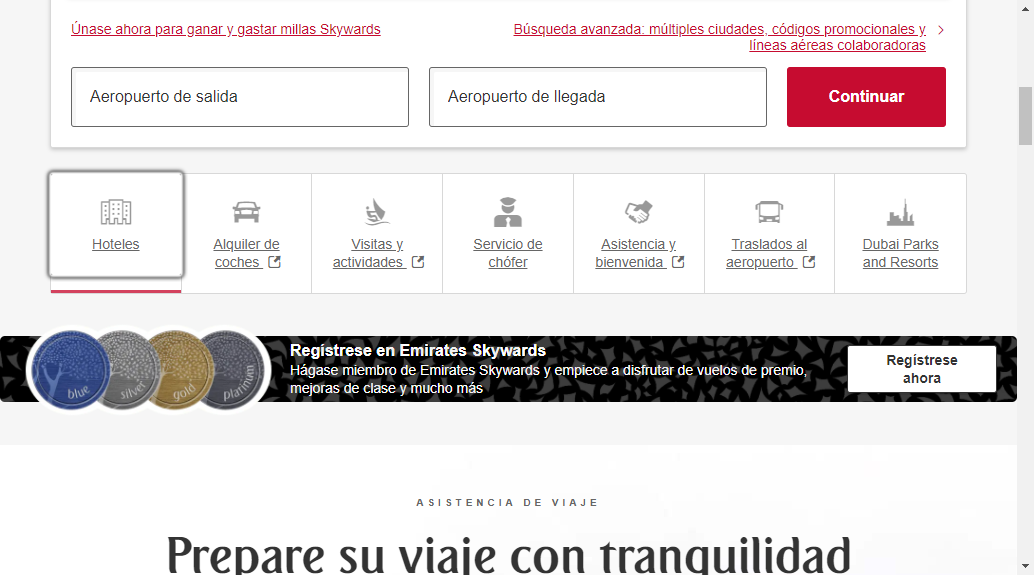 Únase ahora para ganar y gastar millas Skywards
Búsqueda avanzada: múltiples ciudades, códigos promocionales y
líneas aéreas colaboradoras
Aeropuerto de salida
Aeropuerto de llegada
Continuar
Hoteles
Alquiler de
coches
Visitas y
actividades
Servicio de
chófer
Asistencia y
bienvenida
Traslados al
aeropuerto
Dubai Parks
and Resorts
blue
silver
gold
platinum
Regístrese en Emirates Skywards
Hágase miembro de Emirates Skywards y empiece a disfrutar de vuelos de premio,
mejoras de clase y mucho más
Regístrese
ahora
ASISTENCIA DE VIAJE
Prepare su viaje con tranquilidad